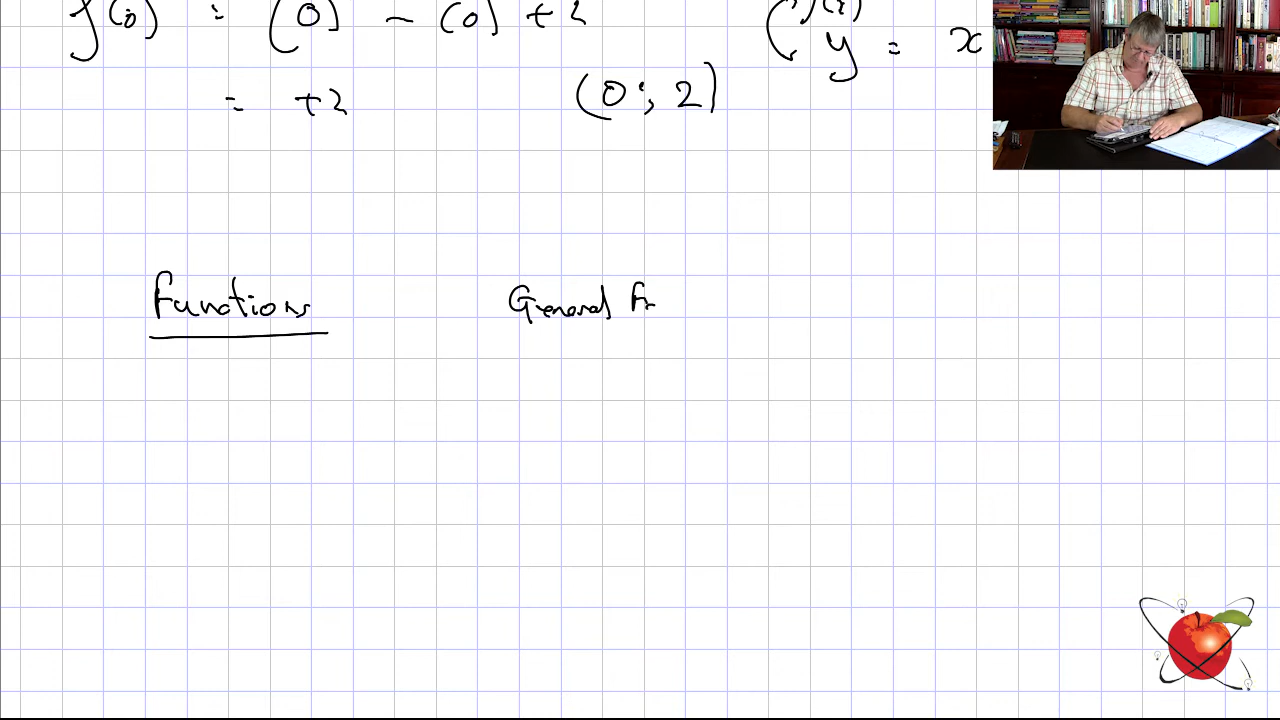 f(0) = (0) - (0) + 2
y = x
= +2
(0; 2)
Functions
General